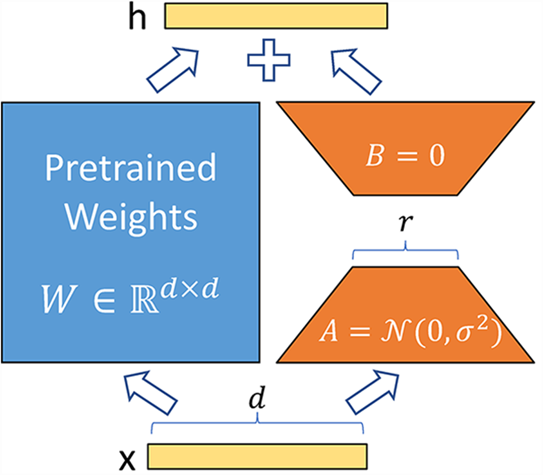 h
Pretrained
Weights
W ∈ ℝ^{d×d}
B = 0
r
A = 𝒩(0, σ²)
d
x